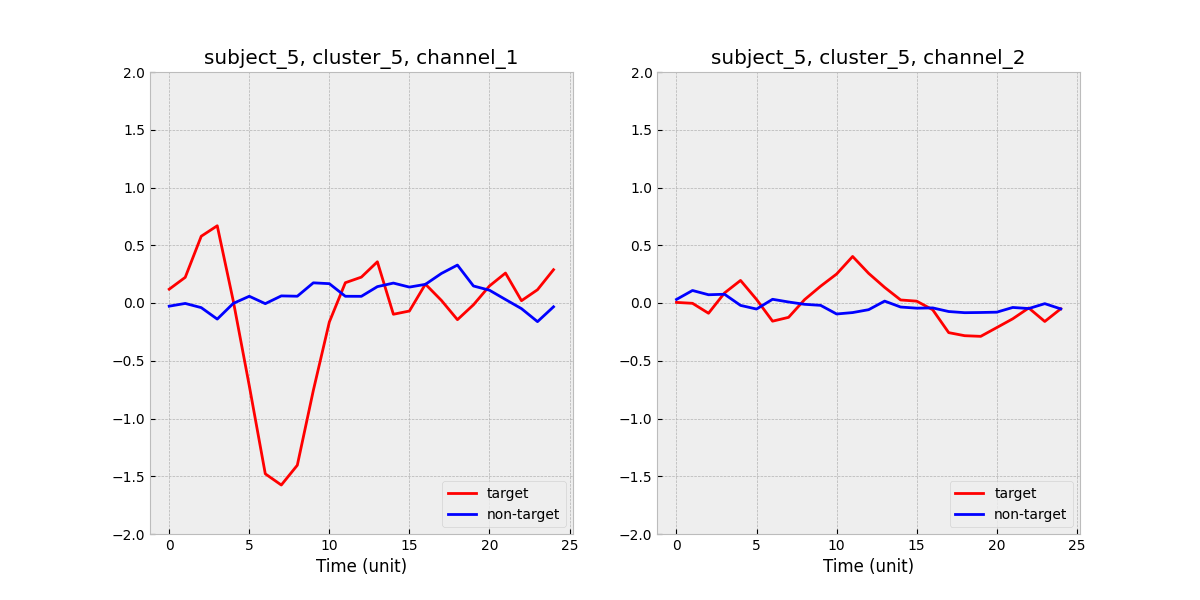 subject_5, cluster_5, channel_1
2.0
1.5
1.0
0.5
0.0
−0.5
−1.0
−1.5
−2.0
0 5 10 15 20 25
Time (unit)
target
non-target
subject_5, cluster_5, channel_2
2.0
1.5
1.0
0.5
0.0
−0.5
−1.0
−1.5
−2.0
0 5 10 15 20 25
Time (unit)
target
non-target